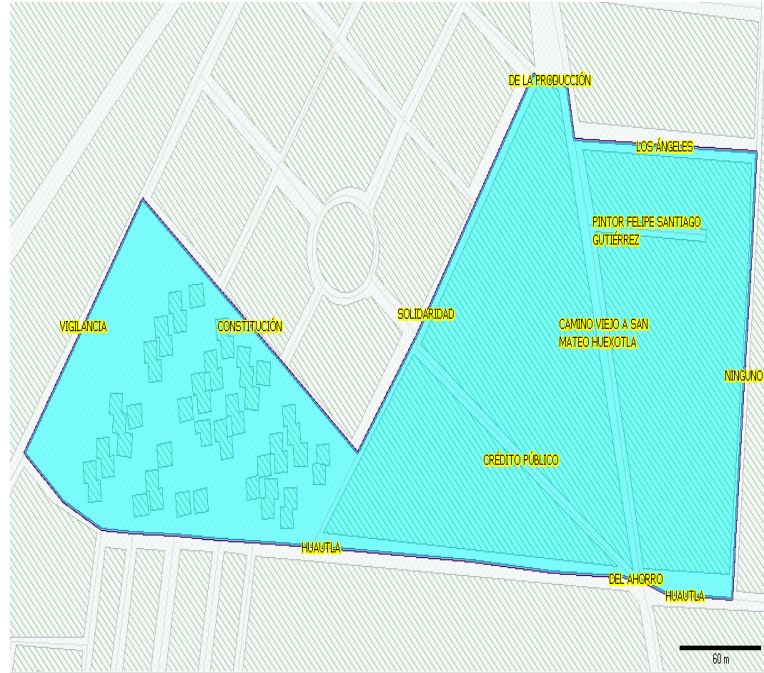 DE LA PRODUCCIÓN
LOS ÁNGELES
PINTOR FELIPE SANTIAGO
GUTIÉRREZ
VIGILANCIA
CONSTITUCIÓN
SOLIDARIDAD
CAMINO VIEJO A SAN
MATEO HUEXOTLA
NINGUNO
CRÉDITO PÚBLICO
HUAUTLA
DEL AHORRO
HUAUTLA
60 m